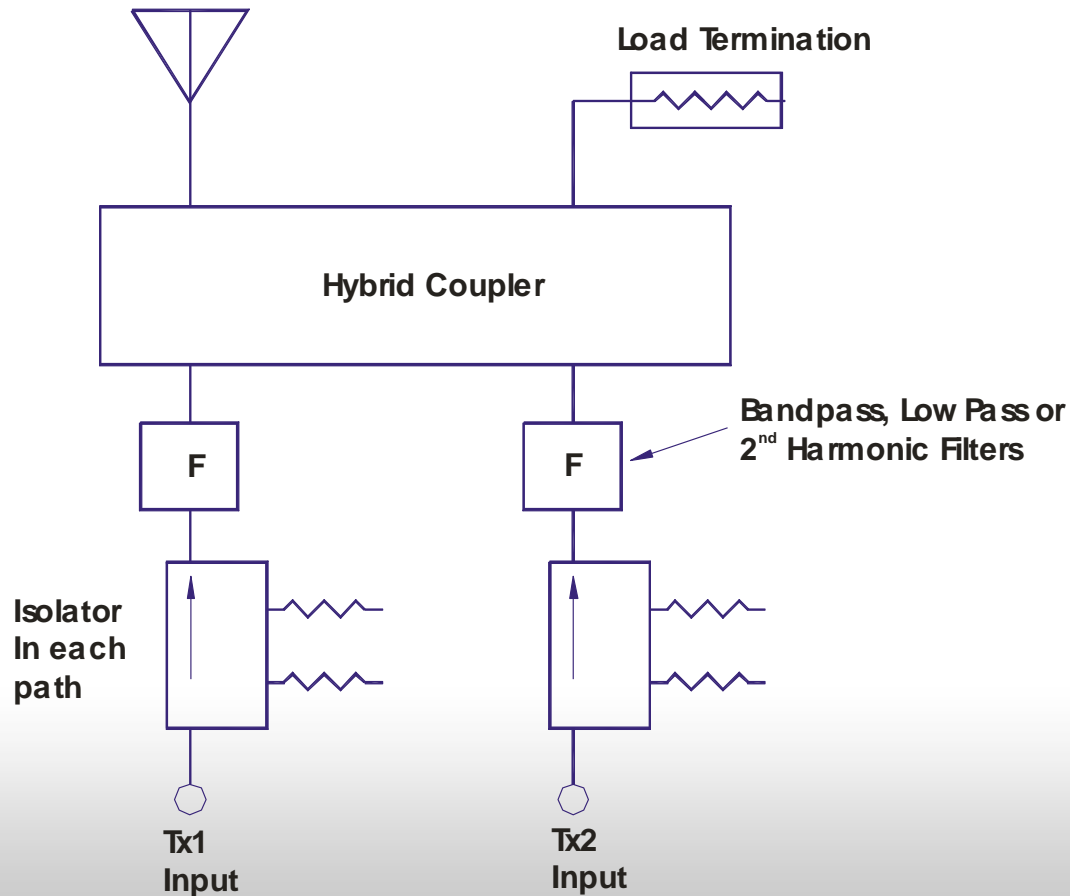 Load Termination
Hybrid Coupler
Bandpass, Low Pass or
2nd Harmonic Filters
F
F
Isolator
In each
path
Tx1
Input
Tx2
Input